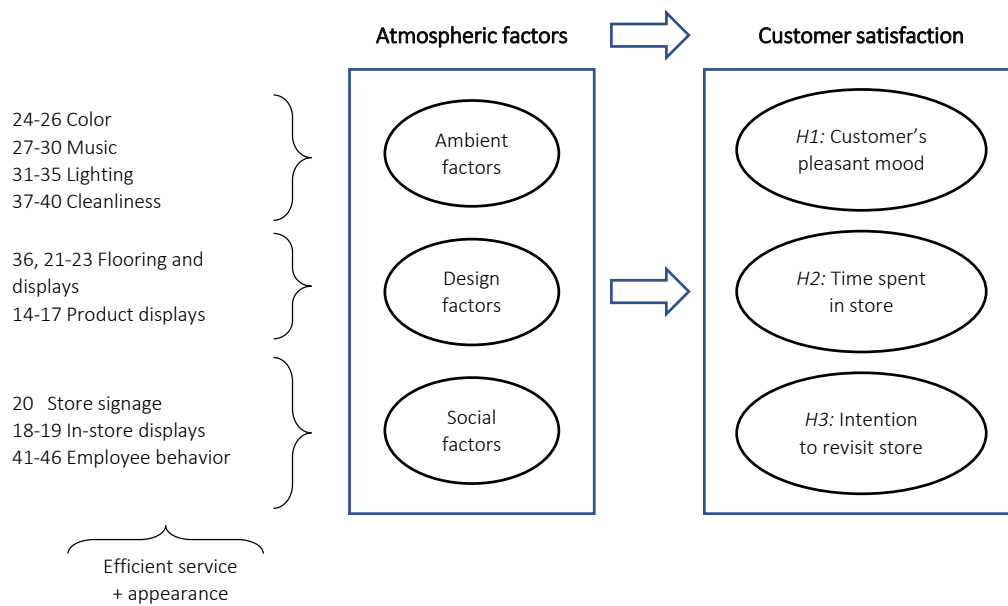 Atmospheric factors
Customer satisfaction
24-26 Color
27-30 Music
31-35 Lighting
37-40 Cleanliness
Ambient
factors
H1: Customer's
pleasant mood
36, 21-23 Flooring and
displays
14-17 Product displays
Design
factors
H2: Time spent
in store
20 Store signage
18-19 In-store displays
41-46 Employee behavior
Social
factors
H3: Intention
to revisit store
Efficient service
+ appearance